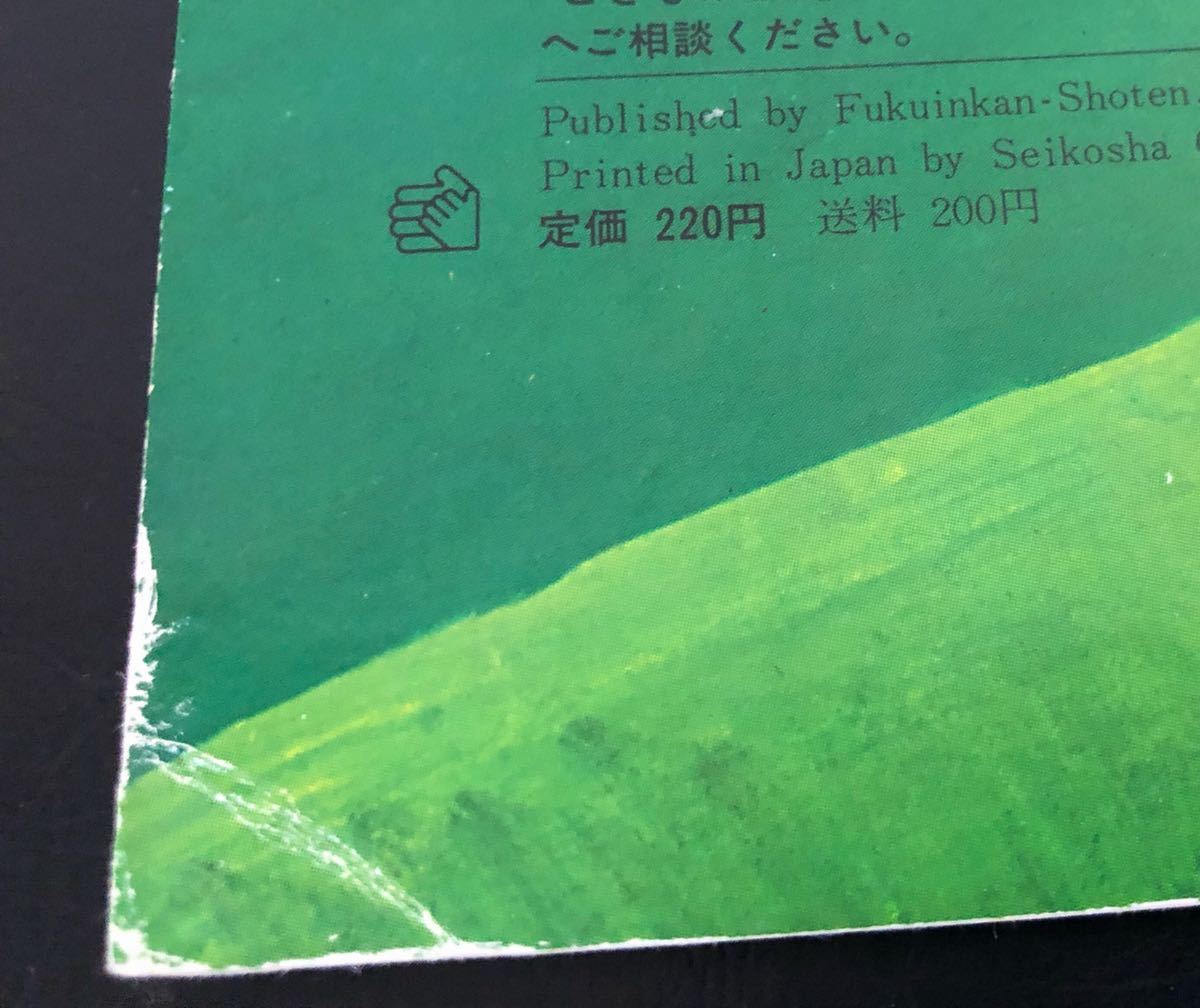 へご相談ください。
Published by Fukuinkan-Shoten
Printed in Japan by Seikosha
定価 220円 送料 200円